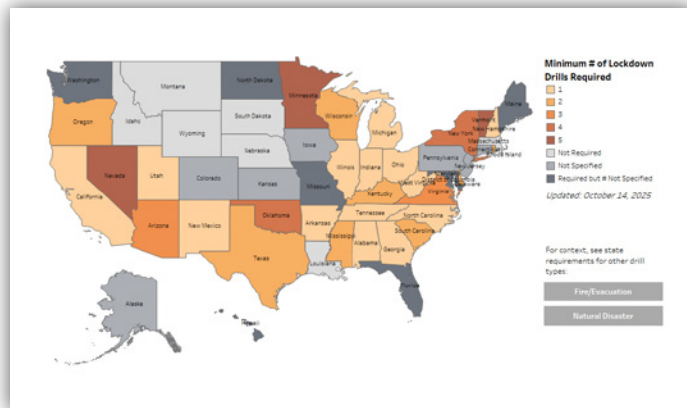 Minimum # of Lockdown
Drills Required
1
2
3
4
5
Not Required
Not Specified
Required but # Not Specified
Updated: October 14, 2025
For context, see state
requirements for other drill
types:
Fire/Evacuation
Natural Disaster
Washington
Oregon
California
Nevada
Idaho
Montana
Wyoming
Utah
Arizona
Colorado
New Mexico
North Dakota
South Dakota
Nebraska
Kansas
Oklahoma
Texas
Minnesota
Iowa
Missouri
Arkansas
Louisiana
Wisconsin
Illinois
Michigan
Indiana
Ohio
Kentucky
Tennessee
Mississippi
Alabama
Georgia
Florida
South Carolina
North Carolina
Virginia
West Virginia
Pennsylvania
New York
Vermont
New Hampshire
Maine
Massachusetts
Rhode Island
Connecticut
New Jersey
Delaware
Alaska
Hawaii